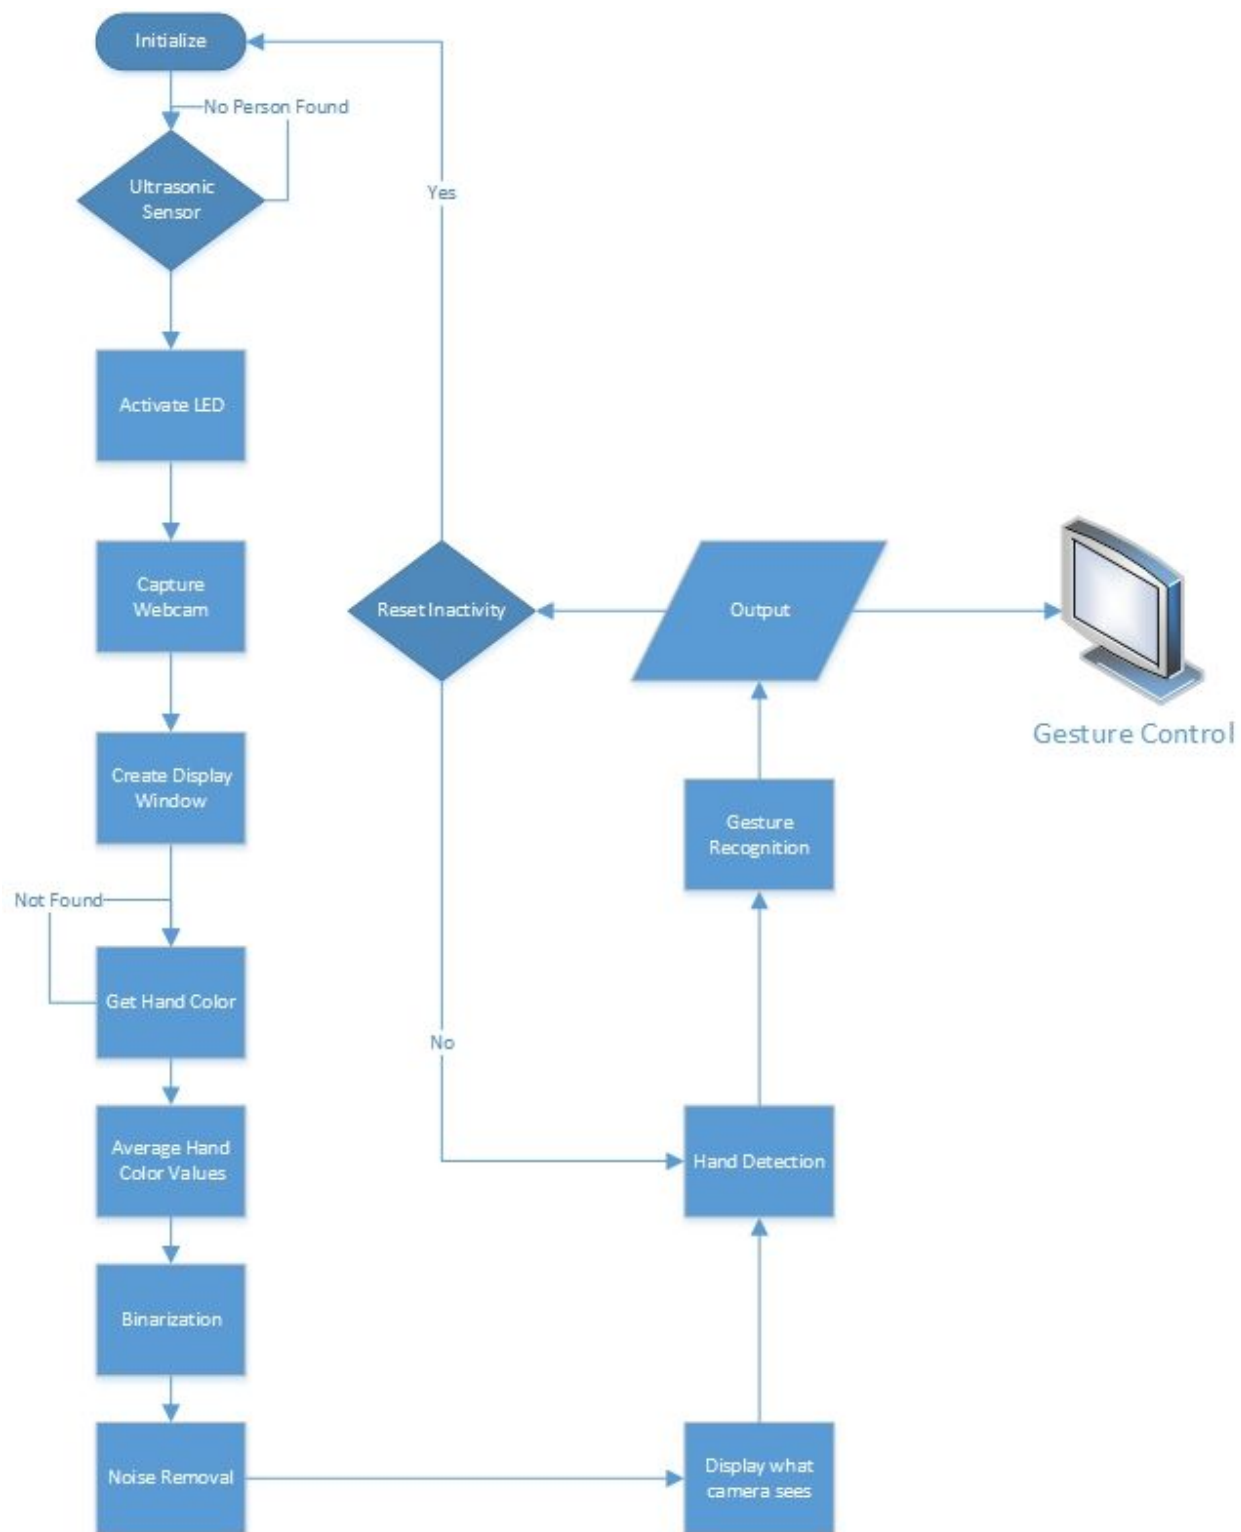 Initialize
No Person Found
Ultrasonic
Sensor
Yes
Activate LED
Capture
Webcam
Reset Inactivity
Output
Gesture Control
Create Display
Window
Gesture
Recognition
Not Found
Get Hand Color
No
Average Hand
Color Values
Hand Detection
Binarization
Noise Removal
Display what
camera sees